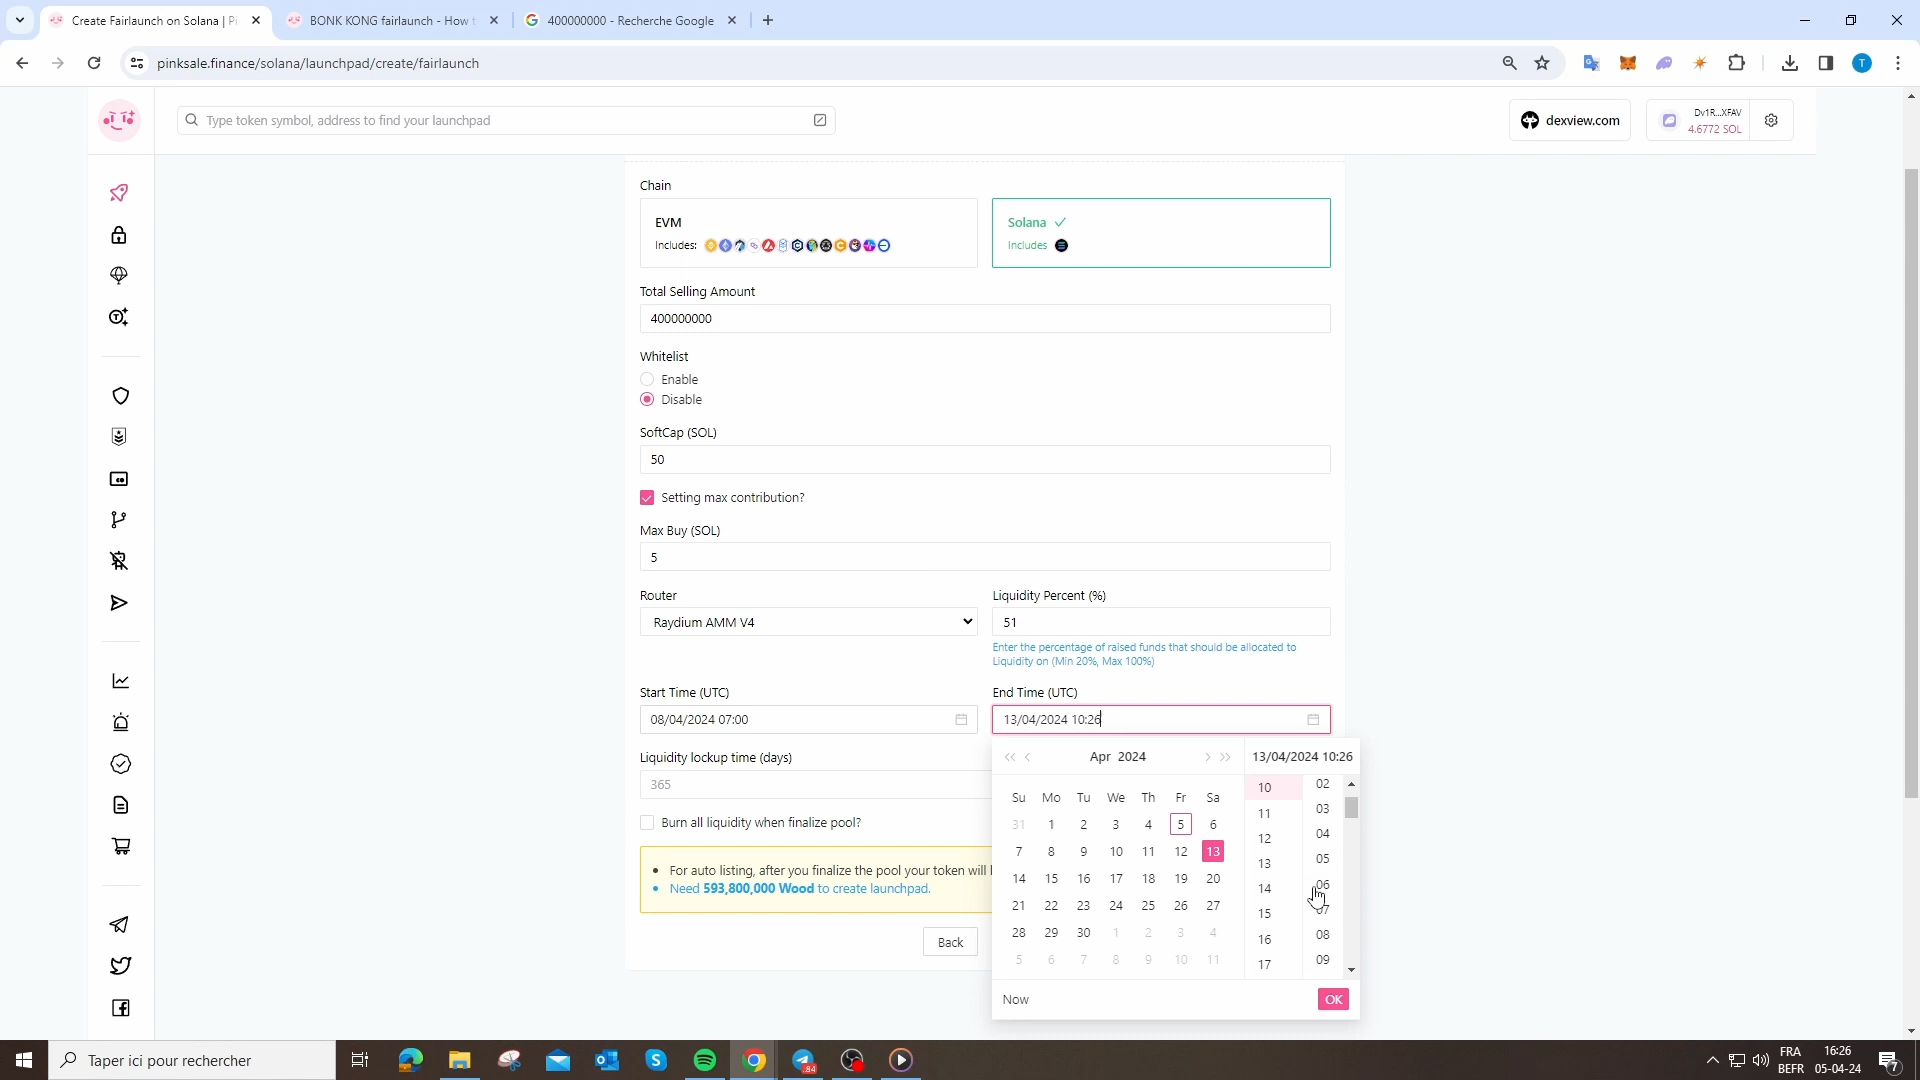 Create Fairlaunch on Solana | Pi
BONK KONG fairlaunch - How t
400000000 - Recherche Google
pinksale.finance/solana/launchpad/create/fairlaunch
T
Type token symbol, address to find your launchpad
dexview.com
Dv1R...XFAV
4.6772 SOL
Chain
EVM
Includes:
Solana
Includes
Total Selling Amount
400000000
Whitelist
Enable
Disable
SoftCap (SOL)
50
Setting max contribution?
Max Buy (SOL)
5
Router
Liquidity Percent (%)
Raydium AMM V4
51
Enter the percentage of raised funds that should be allocated to
Liquidity on (Min 20%, Max 100%)
Start Time (UTC)
End Time (UTC)
08/04/2024 07:00
13/04/2024 10:26
Liquidity lockup time (days)
365
Apr 2024
13/04/2024 10:26
Su Mo Tu We Th Fr Sa
31 1 2 3 4 5 6
7 8 9 10 11 12 13
14 15 16 17 18 19 20
21 22 23 24 25 26 27
28 29 30 1 2 3 4
5 6 7 8 9 10 11
10
11
12
13
14
15
16
17
02
03
04
05
06
07
08
09
Now
OK
Burn all liquidity when finalize pool?
For auto listing, after you finalize the pool your token will
Need 593,800,000 Wood to create launchpad.
Back
Taper ici pour rechercher
84
FRA
BEFR
16:26
05-04-24
7